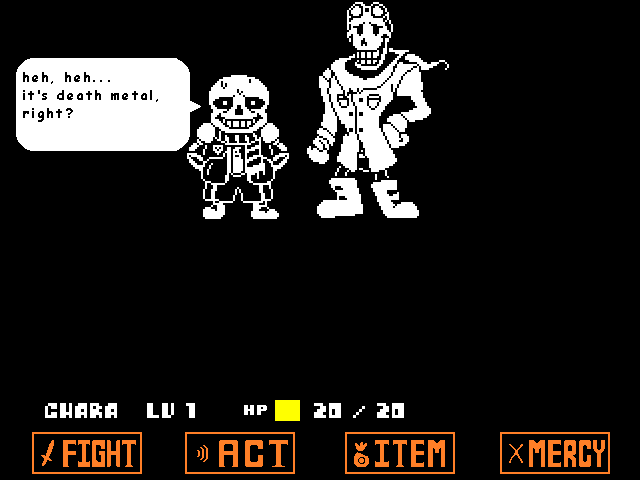 heh, heh...
it's death metal,
right?
CHARA LV 1 HP 20 / 20
FIGHT ACT ITEM MERCY